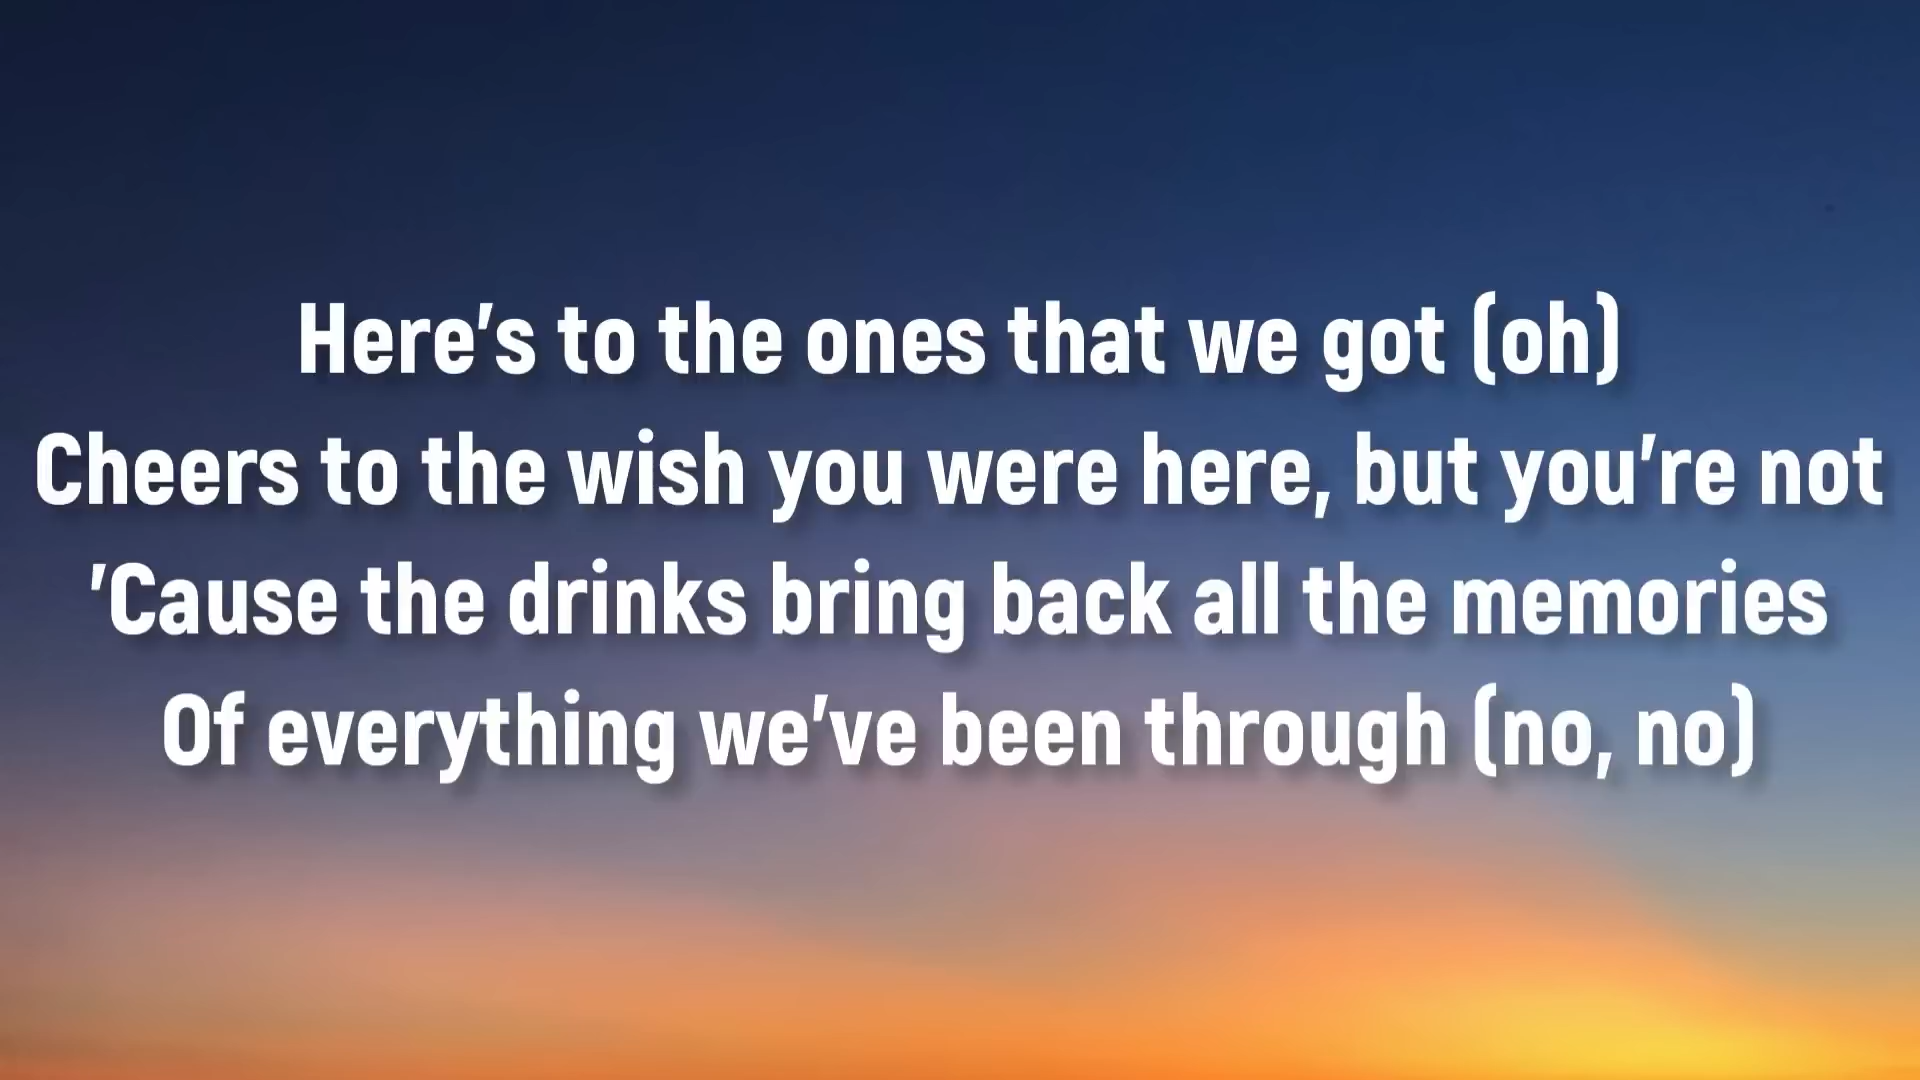 Here's to the ones that we got (oh)
Cheers to the wish you were here, but you're not
'Cause the drinks bring back all the memories
Of everything we've been through (no, no)